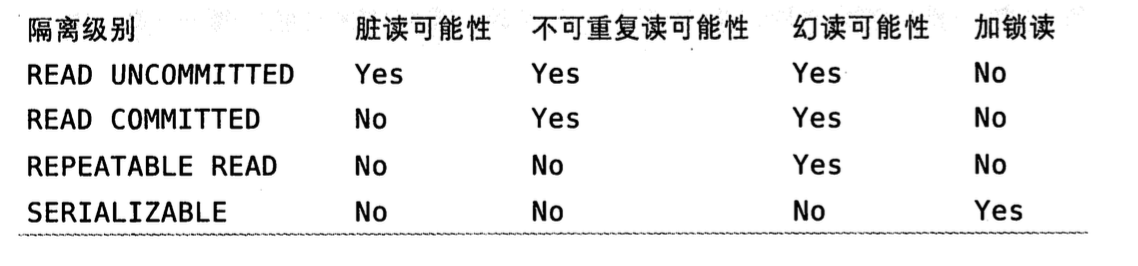 隔离级别 脏读可能性 不可重复读可能性 幻读可能性 加锁读
READ UNCOMMITTED Yes Yes Yes No
READ COMMITTED No Yes Yes No
REPEATABLE READ No No Yes No
SERIALIZABLE No No No Yes